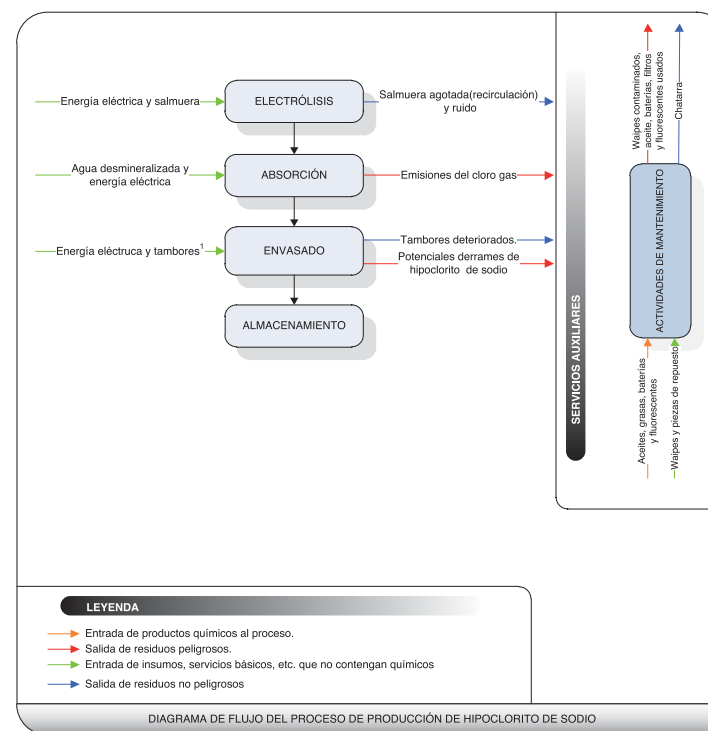 Energía eléctrica y salmuera
ELECTRÓLISIS
Salmuera agotada(recirculación)
y ruido
Agua desmineralizada y
energía eléctrica
ABSORCIÓN
Emisiones del cloro gas
Energía eléctruca y tambores¹
ENVASADO
Tambores deteriorados.
Potenciales derrames de
hipoclorito de sodio
ALMACENAMIENTO
SERVICIOS AUXILIARES
Waipes contaminados,
aceite, baterías, filtros
y fluorescentes usados
Chatarra
ACTIVIDADES DE MANTENIMIENTO
Aceites, grasas, baterías
y fluorescentes
Waipes y piezas de repuesto
LEYENDA
Entrada de productos químicos al proceso.
Salida de residuos peligrosos.
Entrada de insumos, servicios básicos, etc. que no contengan químicos
Salida de residuos no peligrosos
DIAGRAMA DE FLUJO DEL PROCESO DE PRODUCCIÓN DE HIPOCLORITO DE SODIO